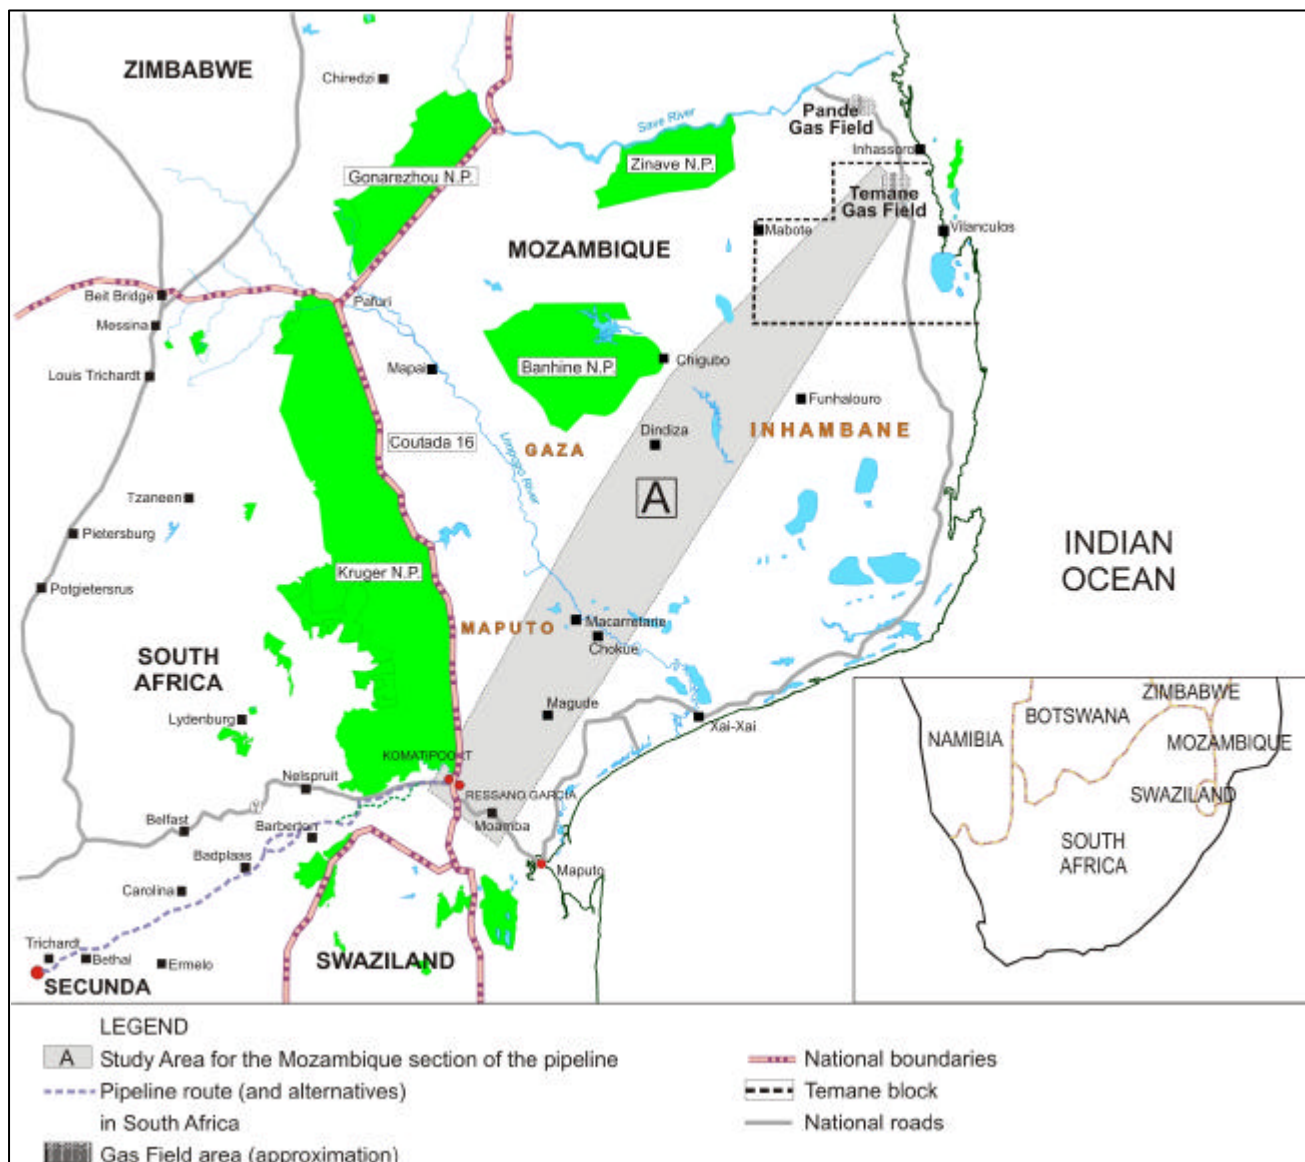 ZIMBABWE
Chiredzi
Save River
Pande
Gas Field
Inhassoro
Zinave N.P.
Gonarezhou N.P.
Temane
Gas Field
Mabote
Vilanculos
MOZAMBIQUE
Beit Bridge
Pafuri
Messina
Louis Trichardt
Mapai
Banhine N.P.
Chigubo
Funhalouro
Coutada 16
GAZA
Dindiza
INHAMBANE
Limpopo River
A
Tzaneen
Pietersburg
INDIAN
OCEAN
Potgietersrus
Kruger N.P.
MAPUTO
Macarretane
Chokue
SOUTH
AFRICA
Lydenburg
Magude
Xai-Xai
KOMATIPOORT
Nelspruit
RESSANO GARCIA
Moamba
Belfast
Barberton
Badplaas
Maputo
Carolina
Trichardt
Bethal
Ermelo
SECUNDA
SWAZILAND
ZIMBABWE
BOTSWANA
NAMIBIA
MOZAMBIQUE
SWAZILAND
SOUTH
AFRICA
LEGEND
A Study Area for the Mozambique section of the pipeline
Pipeline route (and alternatives)
in South Africa
Gas Field area (approximation)
National boundaries
Temane block
National roads